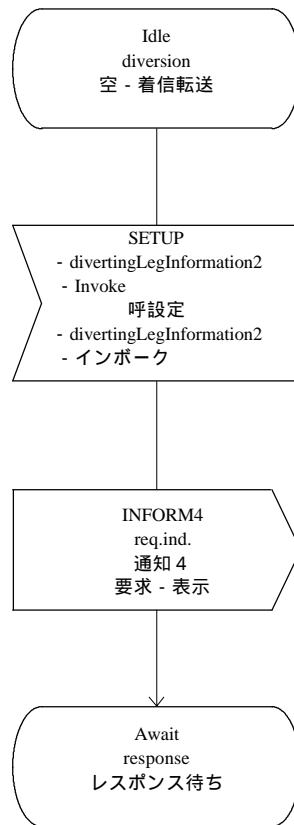 Idle
diversion
空 - 着信転送
SETUP
- divertingLegInformation2
- Invoke
呼設定
- divertingLegInformation2
- インボーク
INFORM4
req.ind.
通知 4
要求 - 表示
Await
response
レスポンス待ち